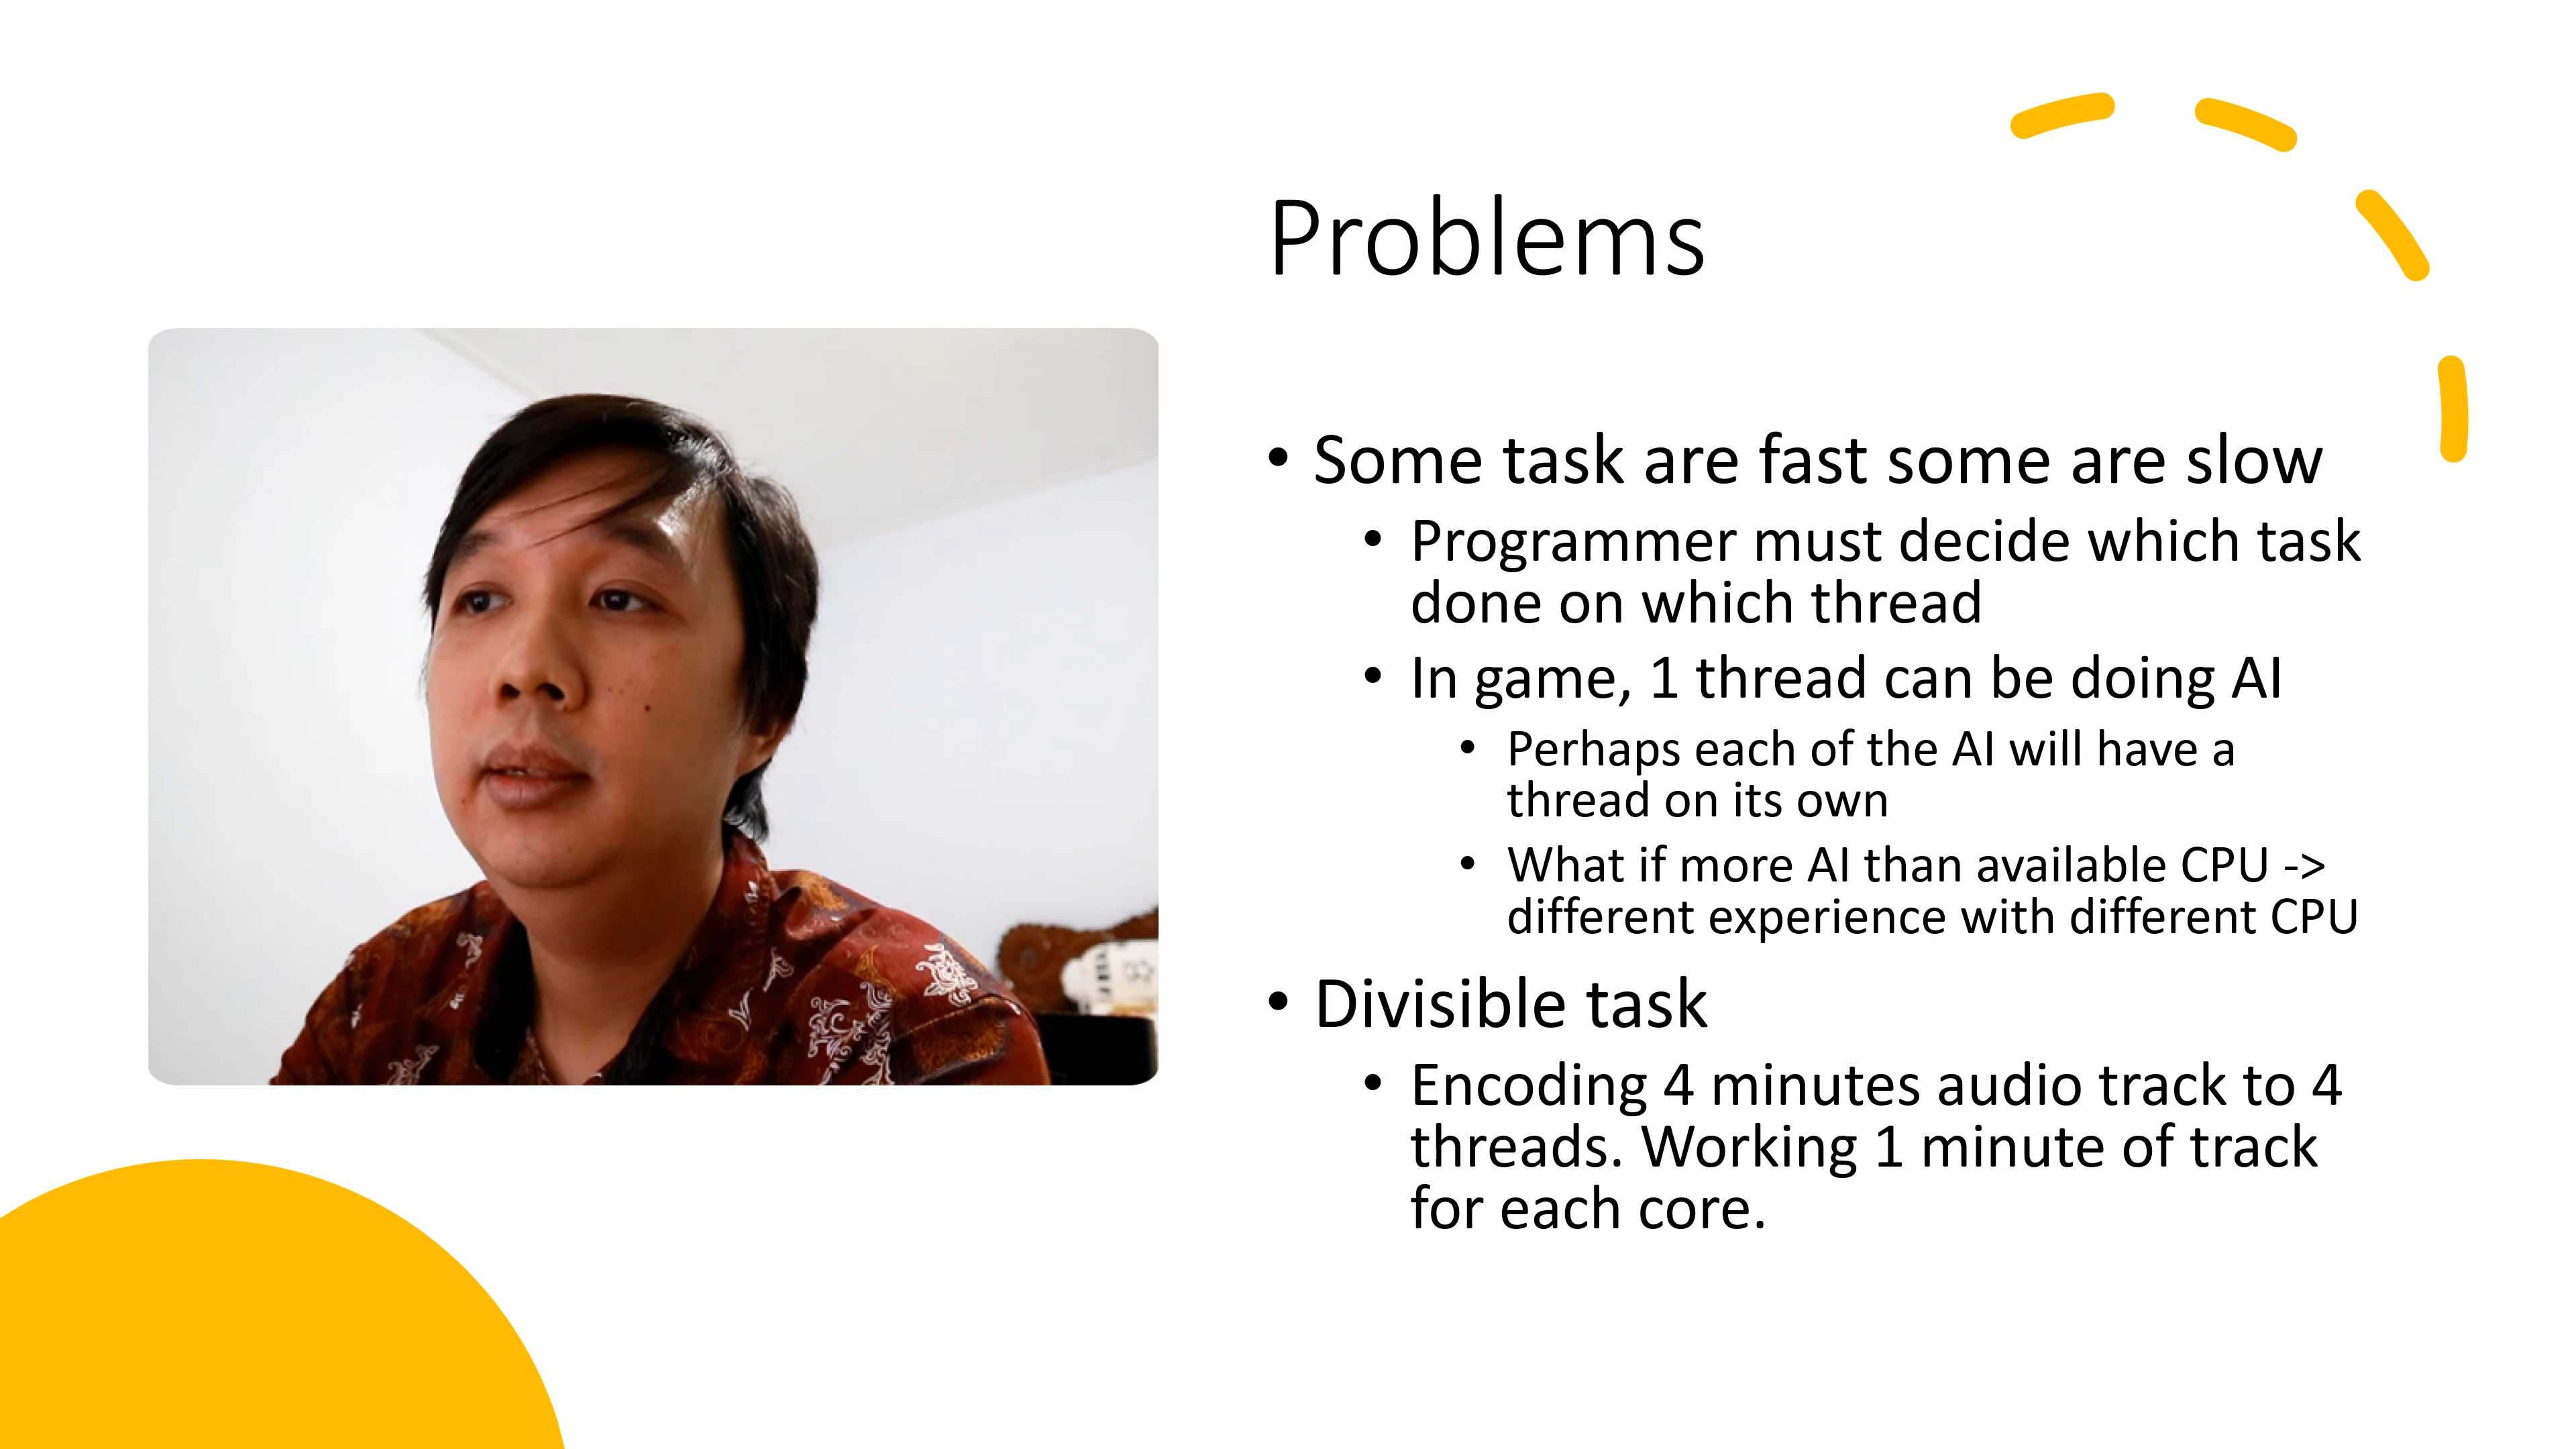 Problems
• Some task are fast some are slow
• Programmer must decide which task
done on which thread
• In game, 1 thread can be doing AI
• Perhaps each of the AI will have a
thread on its own
• What if more AI than available CPU ->
different experience with different CPU
• Divisible task
• Encoding 4 minutes audio track to 4
threads. Working 1 minute of track
for each core.